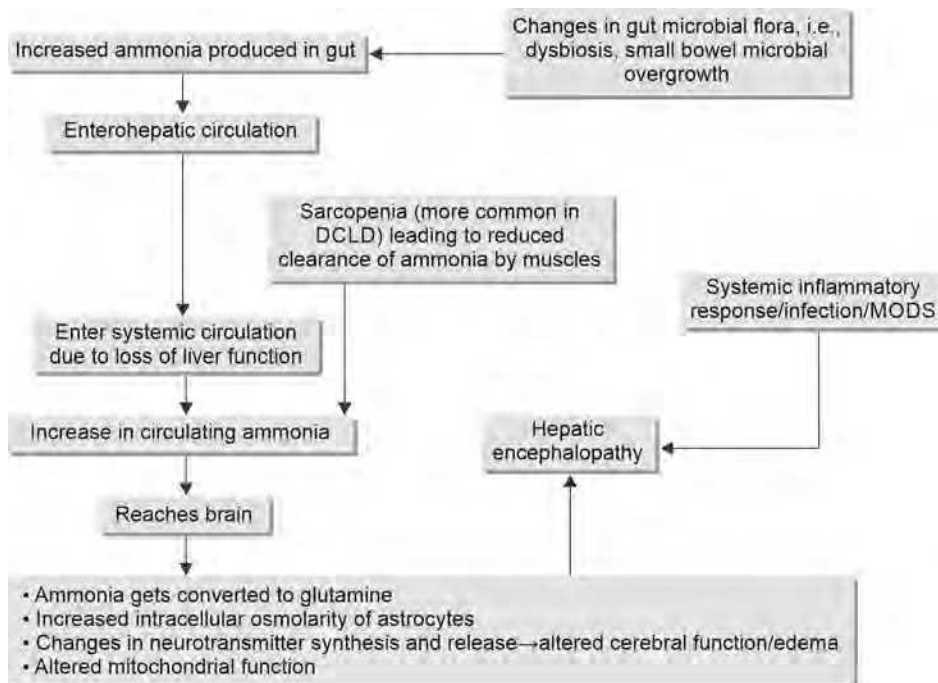 Increased ammonia produced in gut
Changes in gut microbial flora, i.e.,
dysbiosis, small bowel microbial
overgrowth
Enterohepatic circulation
Sarcopenia (more common in
DCLD) leading to reduced
clearance of ammonia by muscles
Systemic inflammatory
response/infection/MODS
Enter systemic circulation
due to loss of liver function
Increase in circulating ammonia
Hepatic
encephalopathy
Reaches brain
• Ammonia gets converted to glutamine
• Increased intracellular osmolarity of astrocytes
• Changes in neurotransmitter synthesis and release→altered cerebral function/edema
• Altered mitochondrial function